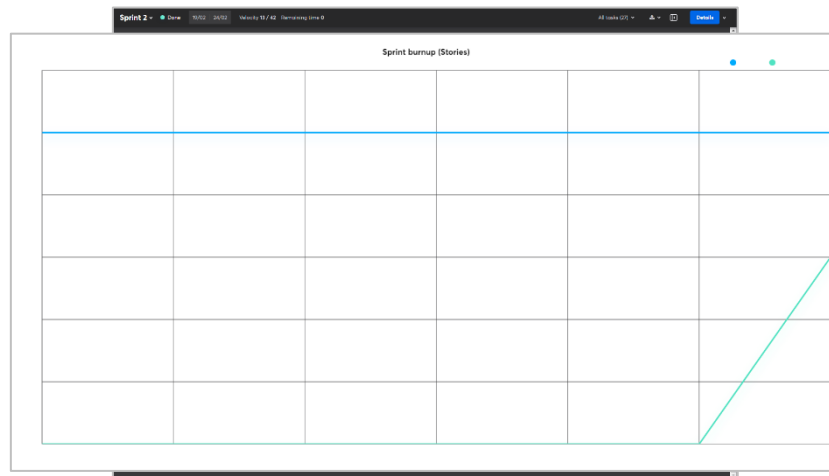 Sprint 2 Done 19/02 24/02 Velocity 13 / 42 Remaining time 0 All tasks (27) Details
Sprint burnup (Stories)